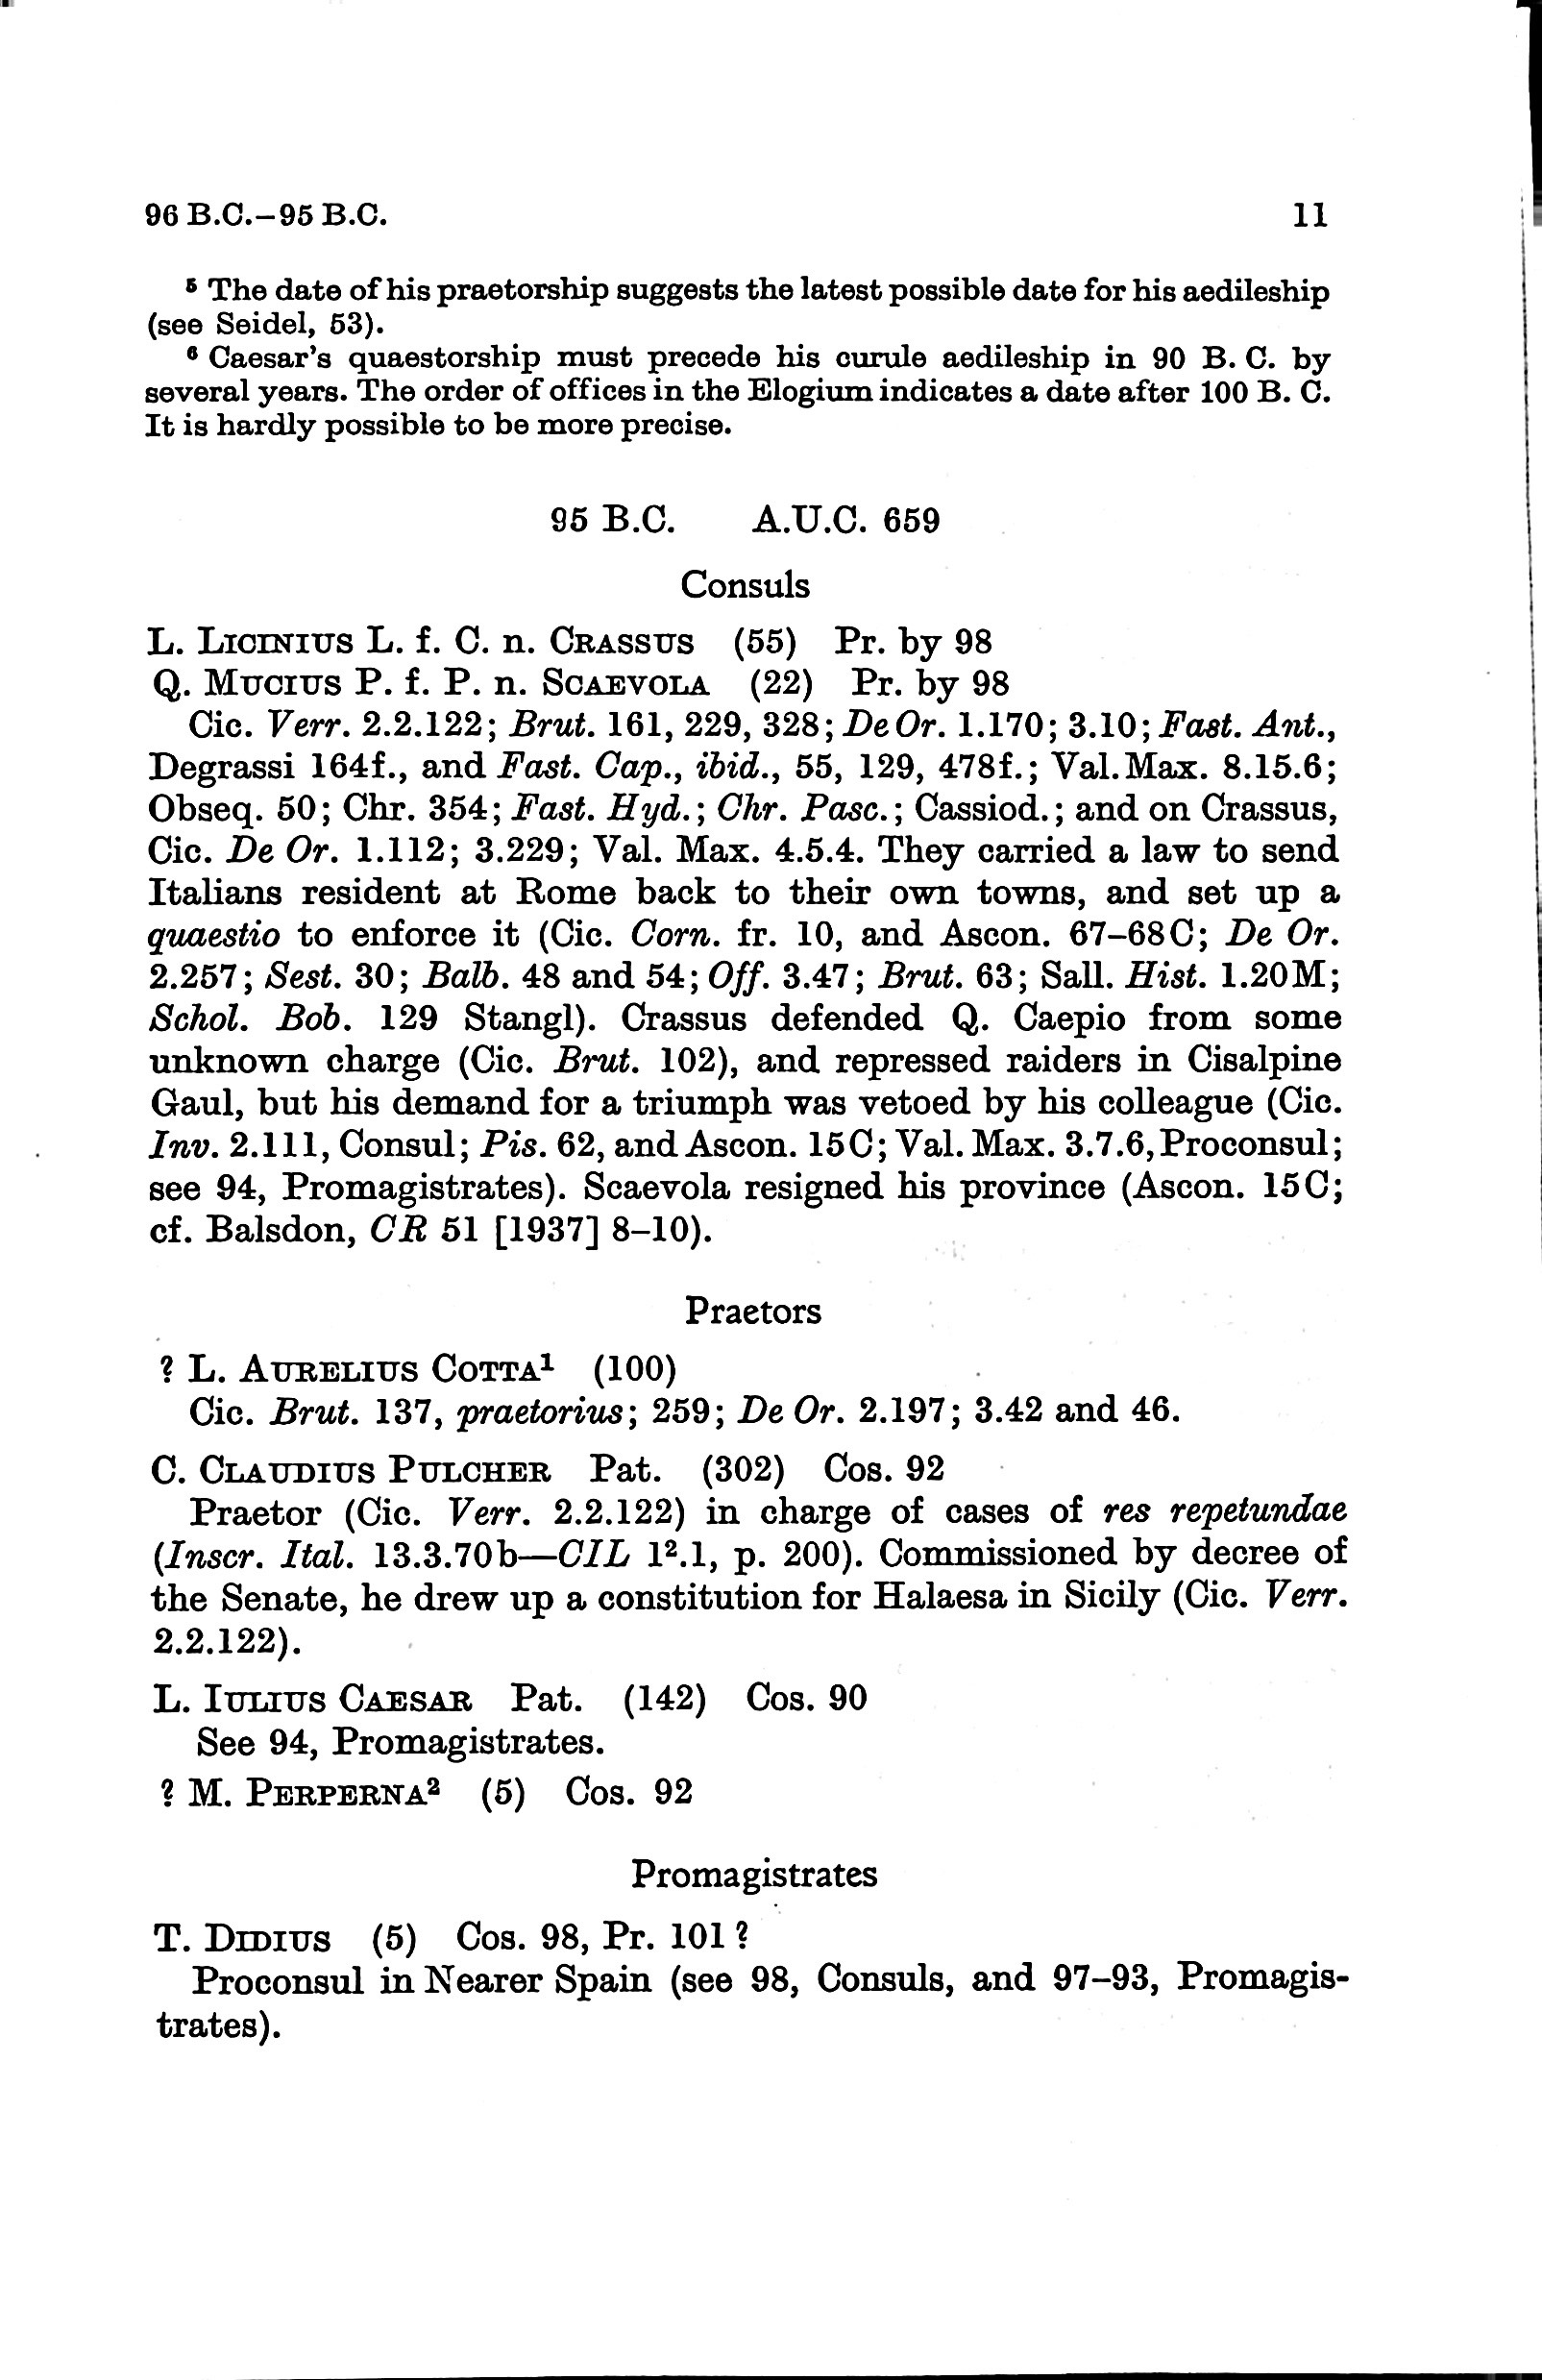 96 B.C.–95 B.C. 11
⁵ The date of his praetorship suggests the latest possible date for his aedileship
(see Seidel, 53).
⁶ Caesar's quaestorship must precede his curule aedileship in 90 B. C. by
several years. The order of offices in the Elogium indicates a date after 100 B. C.
It is hardly possible to be more precise.
95 B.C. A.U.C. 659
Consuls
L. LICINIUS L. f. C. n. CRASSUS (55) Pr. by 98
Q. MUCIUS P. f. P. n. SCAEVOLA (22) Pr. by 98
Cic. Verr. 2.2.122; Brut. 161, 229, 328; De Or. 1.170; 3.10; Fast. Ant.,
Degrassi 164f., and Fast. Cap., ibid., 55, 129, 478f.; Val. Max. 8.15.6;
Obseq. 50; Chr. 354; Fast. Hyd.; Chr. Pasc.; Cassiod.; and on Crassus,
Cic. De Or. 1.112; 3.229; Val. Max. 4.5.4. They carried a law to send
Italians resident at Rome back to their own towns, and set up a
quaestio to enforce it (Cic. Corn. fr. 10, and Ascon. 67–68C; De Or.
2.257; Sest. 30; Balb. 48 and 54; Off. 3.47; Brut. 63; Sall. Hist. 1.20M;
Schol. Bob. 129 Stangl). Crassus defended Q. Caepio from some
unknown charge (Cic. Brut. 102), and repressed raiders in Cisalpine
Gaul, but his demand for a triumph was vetoed by his colleague (Cic.
Inv. 2.111, Consul; Pis. 62, and Ascon. 15C; Val. Max. 3.7.6, Proconsul;
see 94, Promagistrates). Scaevola resigned his province (Ascon. 15C;
cf. Balsdon, CR 51 [1937] 8–10).
Praetors
? L. AURELIUS COTTA¹ (100)
Cic. Brut. 137, praetorius; 259; De Or. 2.197; 3.42 and 46.
C. CLAUDIUS PULCHER Pat. (302) Cos. 92
Praetor (Cic. Verr. 2.2.122) in charge of cases of res repetundae
(Inscr. Ital. 13.3.70b—CIL 1².1, p. 200). Commissioned by decree of
the Senate, he drew up a constitution for Halaesa in Sicily (Cic. Verr.
2.2.122).
L. IULIUS CAESAR Pat. (142) Cos. 90
See 94, Promagistrates.
? M. PERPERNA² (5) Cos. 92
Promagistrates
T. DIDIUS (5) Cos. 98, Pr. 101 ?
Proconsul in Nearer Spain (see 98, Consuls, and 97–93, Promagis-
trates).